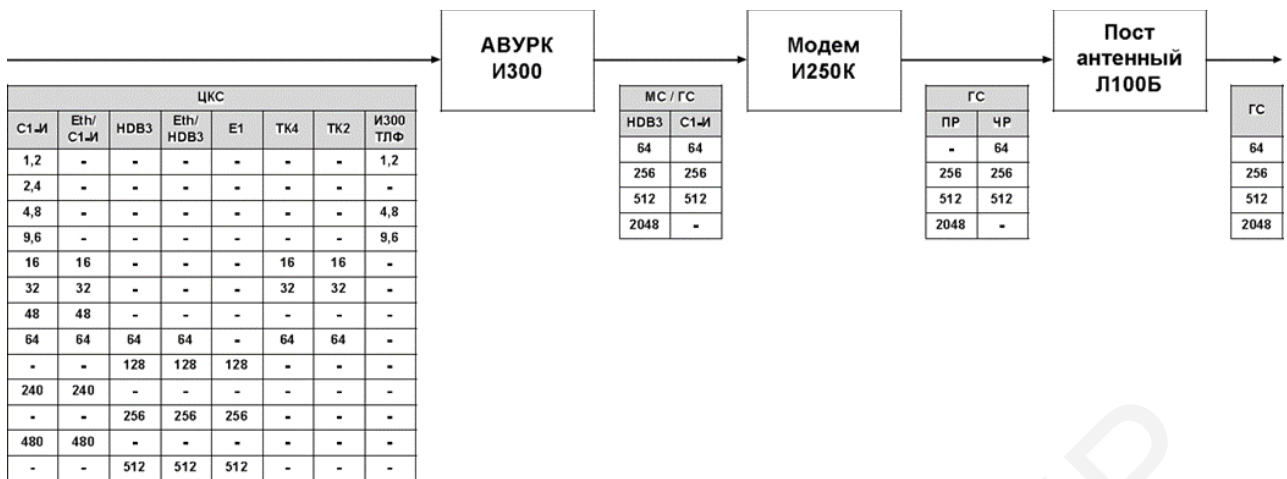 АВУРК
И300
Модем
И250К
Пост
антенный
Л100Б
ЦКС
С1-И Eth/С1-И HDB3 Eth/HDB3 E1 ТК4 ТК2 И300 ТЛФ
1,2 - - - - - - 1,2
2,4 - - - - - - -
4,8 - - - - - - 4,8
9,6 - - - - - - 9,6
16 16 - - - 16 16 -
32 32 - - - 32 32 -
48 48 - - - - - -
64 64 64 64 - 64 64 -
- - 128 128 128 - - -
240 240 - - - - - -
- - 256 256 256 - - -
480 480 - - - - - -
- - 512 512 512 - - -
МС / ГС
HDB3 С1-И
64 64
256 256
512 512
2048 -
ГС
ПР ЧР
- 64
256 256
512 512
2048 -
ГС
64
256
512
2048